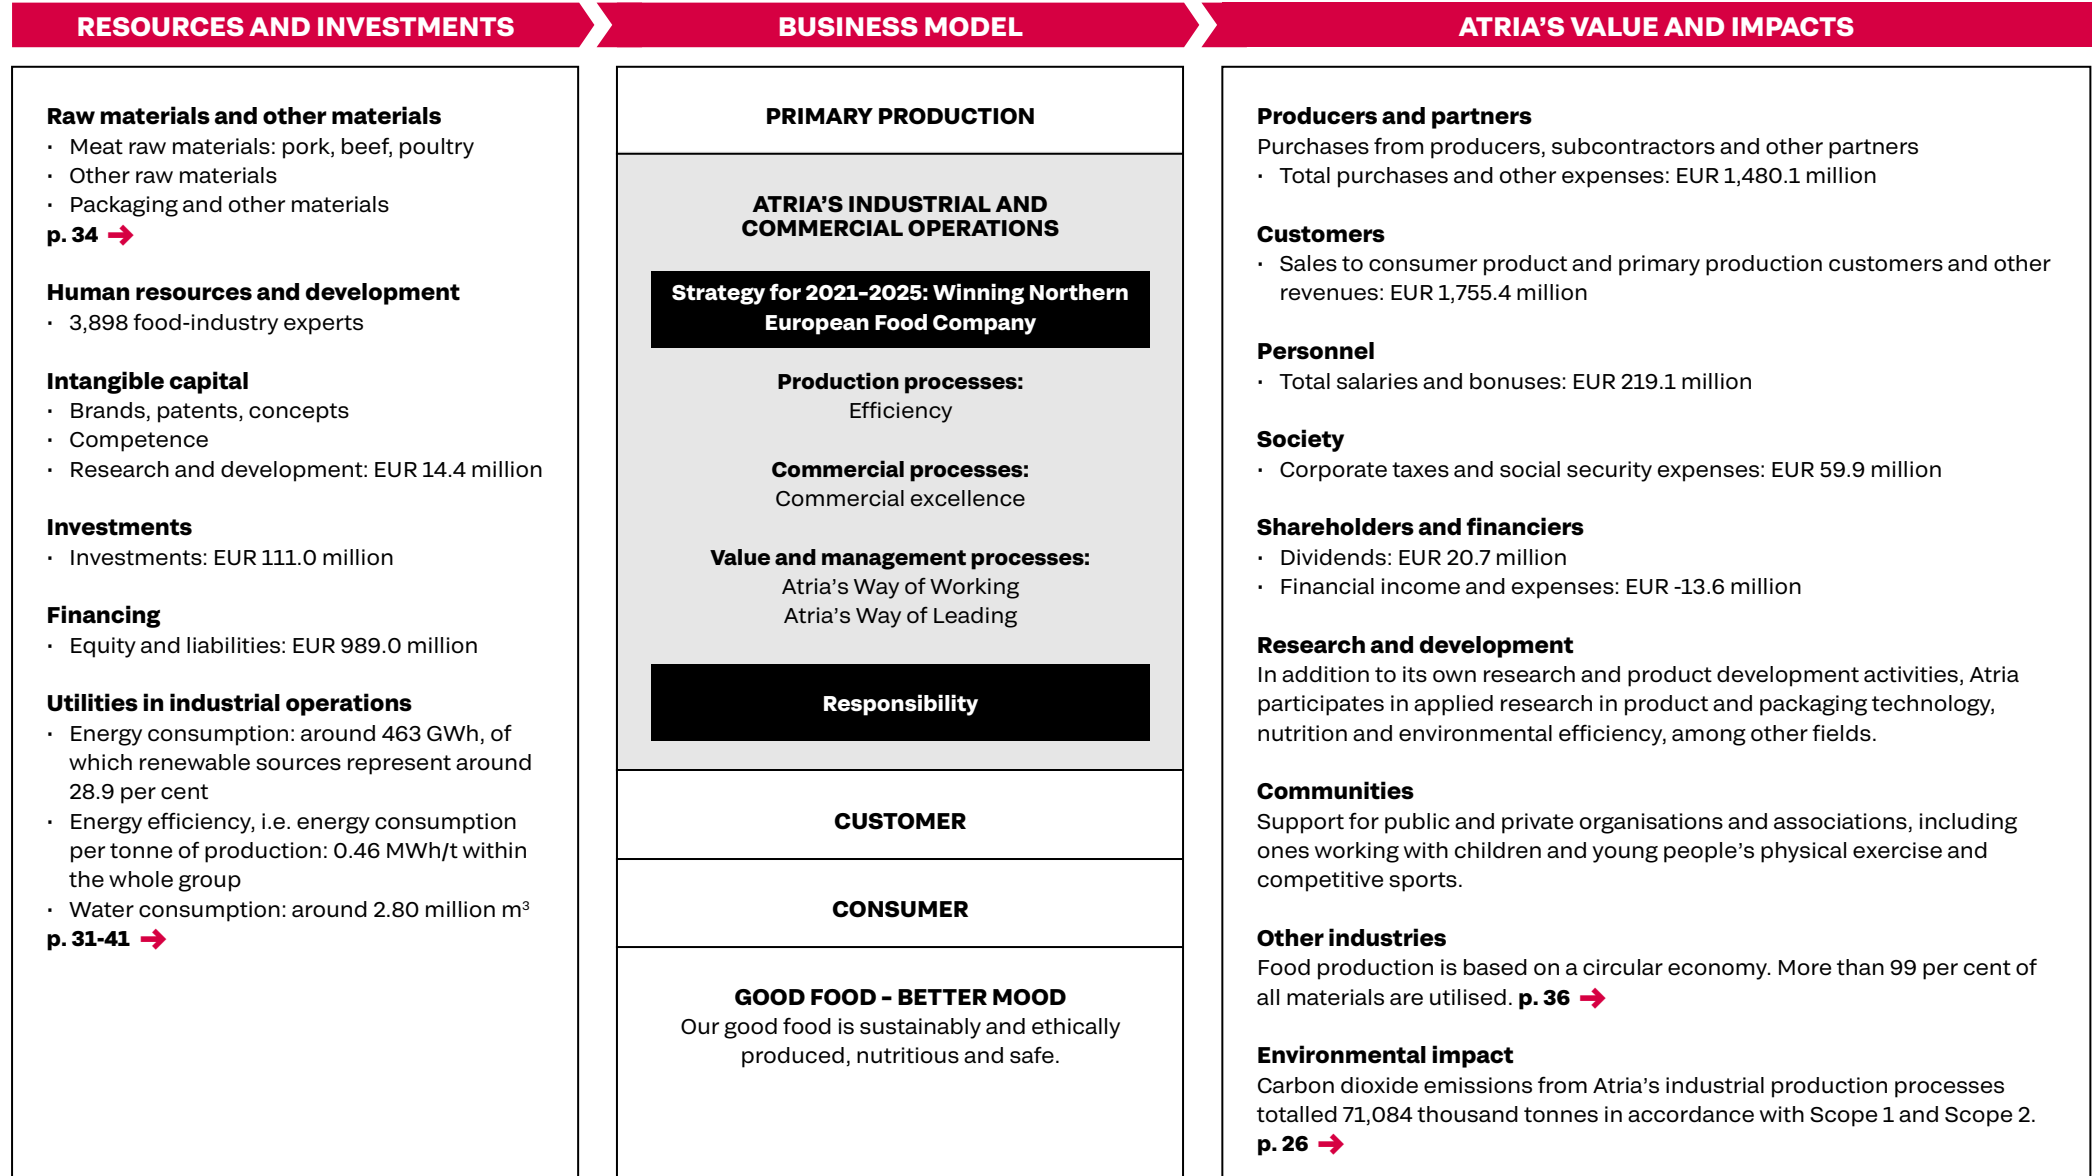 RESOURCES AND INVESTMENTS
Raw materials and other materials
· Meat raw materials: pork, beef, poultry
· Other raw materials
· Packaging and other materials
p. 34 ➔
Human resources and development
· 3,898 food-industry experts
Intangible capital
· Brands, patents, concepts
· Competence
· Research and development: EUR 14.4 million
Investments
· Investments: EUR 111.0 million
Financing
· Equity and liabilities: EUR 989.0 million
Utilities in industrial operations
· Energy consumption: around 463 GWh, of
which renewable sources represent around
28.9 per cent
· Energy efficiency, i.e. energy consumption
per tonne of production: 0.46 MWh/t within
the whole group
· Water consumption: around 2.80 million m³
p. 31-41 ➔
BUSINESS MODEL
PRIMARY PRODUCTION
ATRIA’S INDUSTRIAL AND
COMMERCIAL OPERATIONS
Strategy for 2021–2025: Winning Northern
European Food Company
Production processes:
Efficiency
Commercial processes:
Commercial excellence
Value and management processes:
Atria’s Way of Working
Atria’s Way of Leading
Responsibility
CUSTOMER
CONSUMER
GOOD FOOD – BETTER MOOD
Our good food is sustainably and ethically
produced, nutritious and safe.
ATRIA’S VALUE AND IMPACTS
Producers and partners
Purchases from producers, subcontractors and other partners
· Total purchases and other expenses: EUR 1,480.1 million
Customers
· Sales to consumer product and primary production customers and other
revenues: EUR 1,755.4 million
Personnel
· Total salaries and bonuses: EUR 219.1 million
Society
· Corporate taxes and social security expenses: EUR 59.9 million
Shareholders and financiers
· Dividends: EUR 20.7 million
· Financial income and expenses: EUR -13.6 million
Research and development
In addition to its own research and product development activities, Atria
participates in applied research in product and packaging technology,
nutrition and environmental efficiency, among other fields.
Communities
Support for public and private organisations and associations, including
ones working with children and young people’s physical exercise and
competitive sports.
Other industries
Food production is based on a circular economy. More than 99 per cent of
all materials are utilised. p. 36 ➔
Environmental impact
Carbon dioxide emissions from Atria’s industrial production processes
totalled 71,084 thousand tonnes in accordance with Scope 1 and Scope 2.
p. 26 ➔